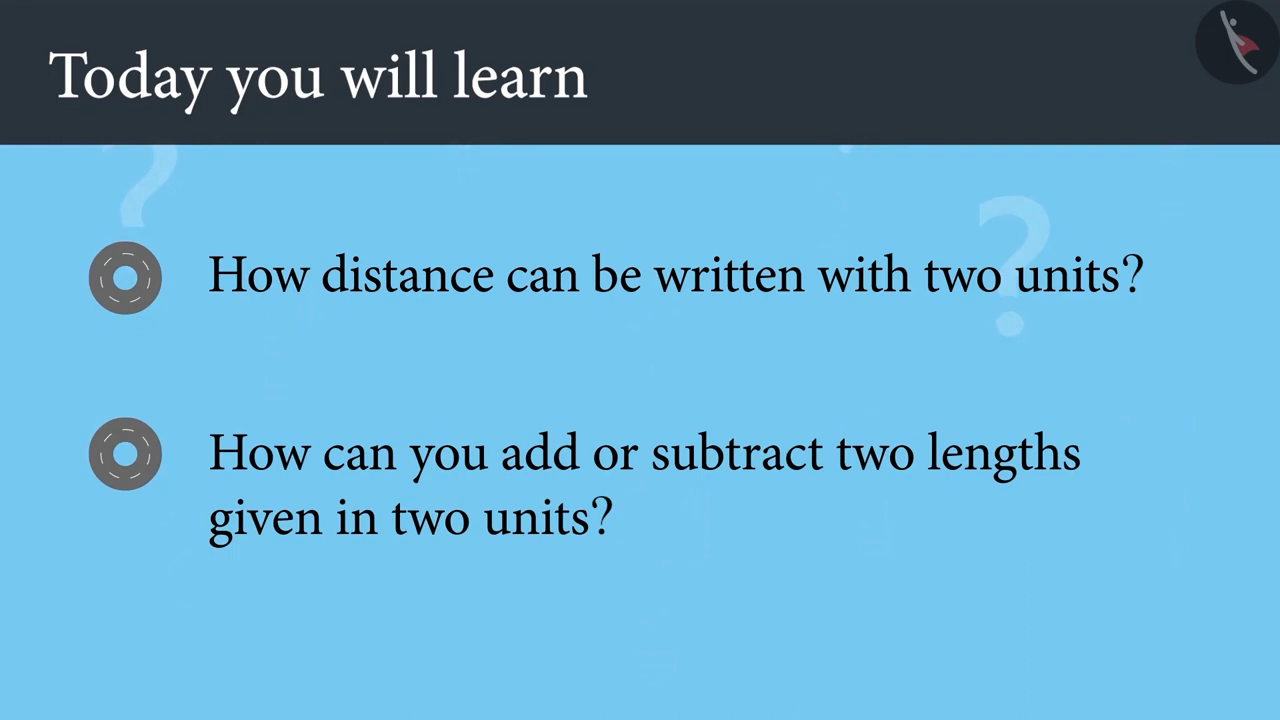 Today you will learn
How distance can be written with two units?
How can you add or subtract two lengths
given in two units?